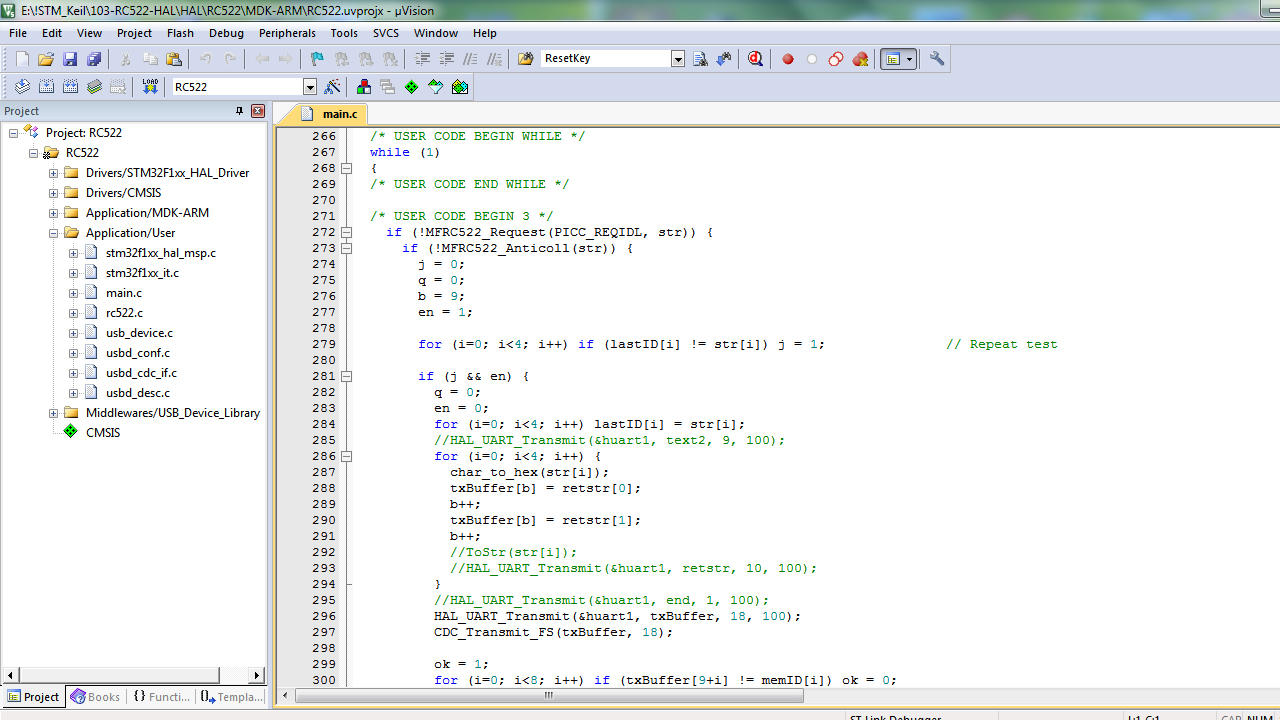 E:\!STM_Keil\103-RC522-HAL\HAL\RC522\MDK-ARM\RC522.uvprojx - µVision
File Edit View Project Flash Debug Peripherals Tools SVCS Window Help
ResetKey
LOAD RC522
Project
main.c
Project: RC522
RC522
Drivers/STM32F1xx_HAL_Driver
Drivers/CMSIS
Application/MDK-ARM
Application/User
stm32f1xx_hal_msp.c
stm32f1xx_it.c
main.c
rc522.c
usb_device.c
usbd_conf.c
usbd_cdc_if.c
usbd_desc.c
Middlewares/USB_Device_Library
CMSIS
266 /* USER CODE BEGIN WHILE */
267 while (1)
268 {
269 /* USER CODE END WHILE */
270
271 /* USER CODE BEGIN 3 */
272 if (!MFRC522_Request(PICC_REQIDL, str)) {
273 if (!MFRC522_Anticoll(str)) {
274 j = 0;
275 q = 0;
276 b = 9;
277 en = 1;
278
279 for (i=0; i<4; i++) if (lastID[i] != str[i]) j = 1; // Repeat test
280
281 if (j && en) {
282 q = 0;
283 en = 0;
284 for (i=0; i<4; i++) lastID[i] = str[i];
285 //HAL_UART_Transmit(&huart1, text2, 9, 100);
286 for (i=0; i<4; i++) {
287 char_to_hex(str[i]);
288 txBuffer[b] = retstr[0];
289 b++;
290 txBuffer[b] = retstr[1];
291 b++;
292 //ToStr(str[i]);
293 //HAL_UART_Transmit(&huart1, retstr, 10, 100);
294 }
295 //HAL_UART_Transmit(&huart1, end, 1, 100);
296 HAL_UART_Transmit(&huart1, txBuffer, 18, 100);
297 CDC_Transmit_FS(txBuffer, 18);
298
299 ok = 1;
300 for (i=0; i<8; i++) if (txBuffer[9+i] != memID[i]) ok = 0;
Project Books {} Functi... Templa...
ST-Link Debugger L:1 C:1 CAP NUM